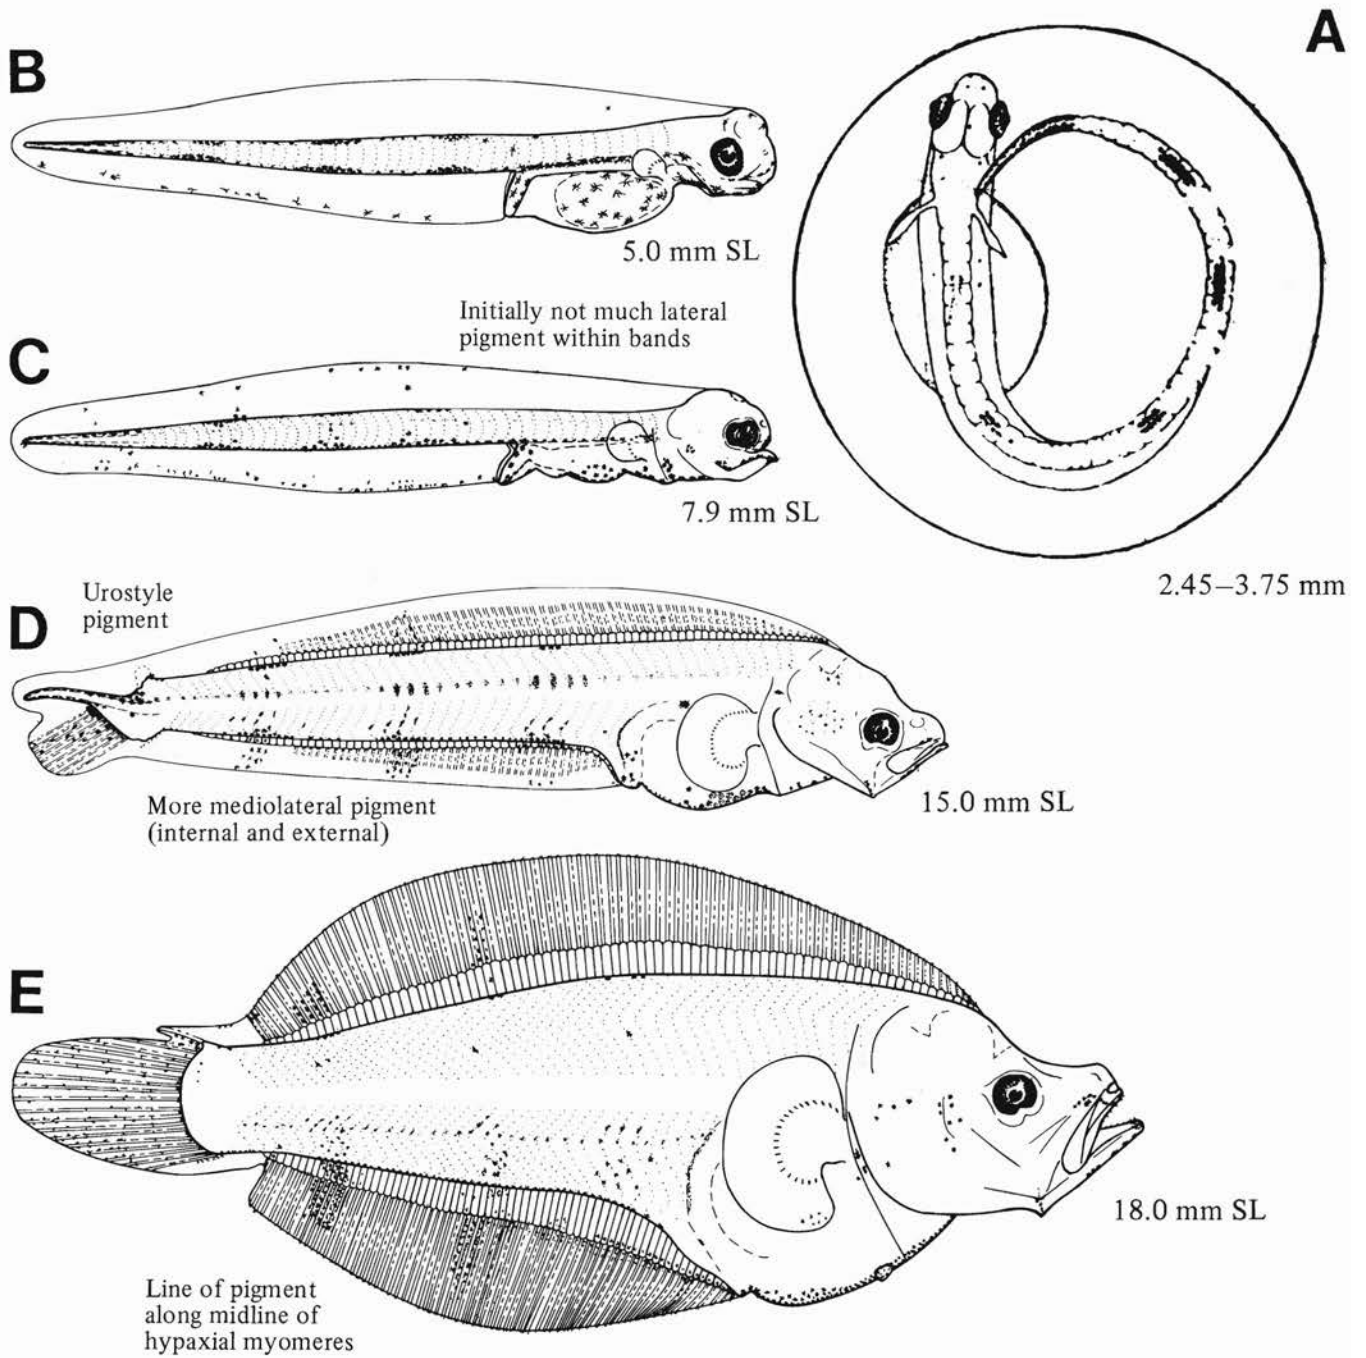 A
B
5.0 mm SL
Initially not much lateral
pigment within bands
C
7.9 mm SL
2.45–3.75 mm
Urostyle
pigment
D
More mediolateral pigment
(internal and external)
15.0 mm SL
E
18.0 mm SL
Line of pigment
along midline of
hypaxial myomeres